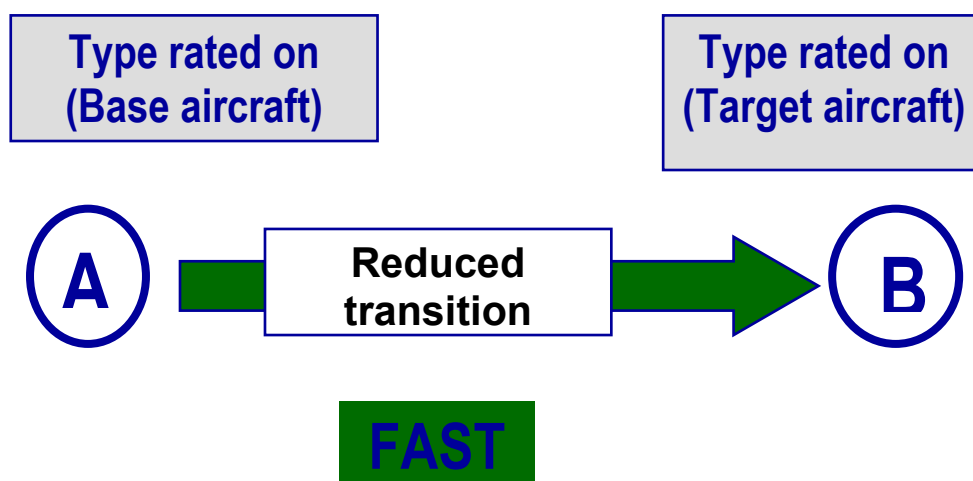 Type rated on
(Base aircraft)
Type rated on
(Target aircraft)
A
Reduced
transition
B
FAST